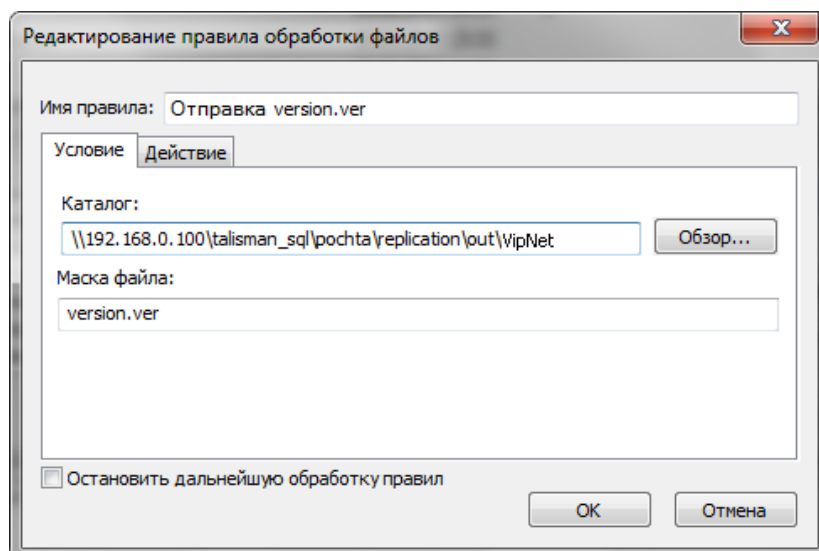 Редактирование правила обработки файлов
Имя правила: Отправка version.ver
Условие Действие
Каталог:
\\192.168.0.100\talisman_sql\pochta\replication\out\VipNet Обзор...
Маска файла:
version.ver
Остановить дальнейшую обработку правил
ОК Отмена